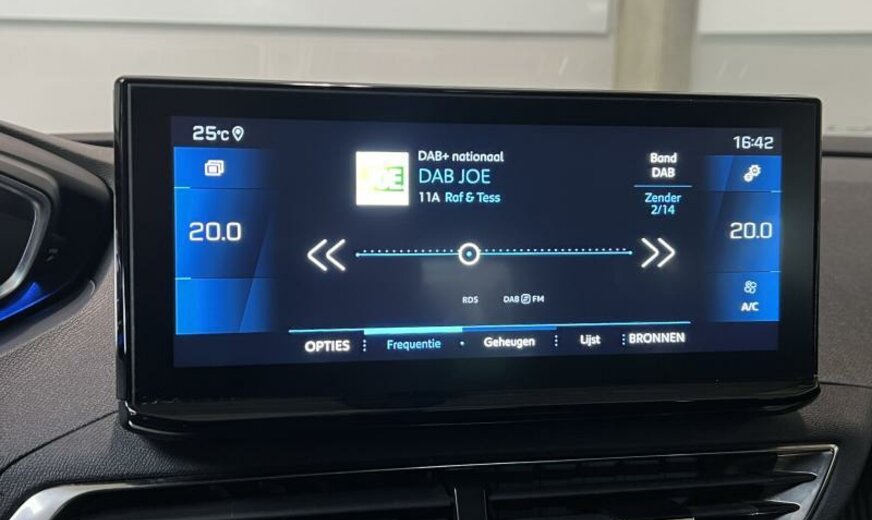 25°C
16:42
DAB+ nationaal
DAB JOE
11A Raf & Tess
Band
DAB
Zender
2/14
20.0
20.0
A/C
RDS
DAB FM
OPTIES
Frequentie
Geheugen
Lijst
BRONNEN